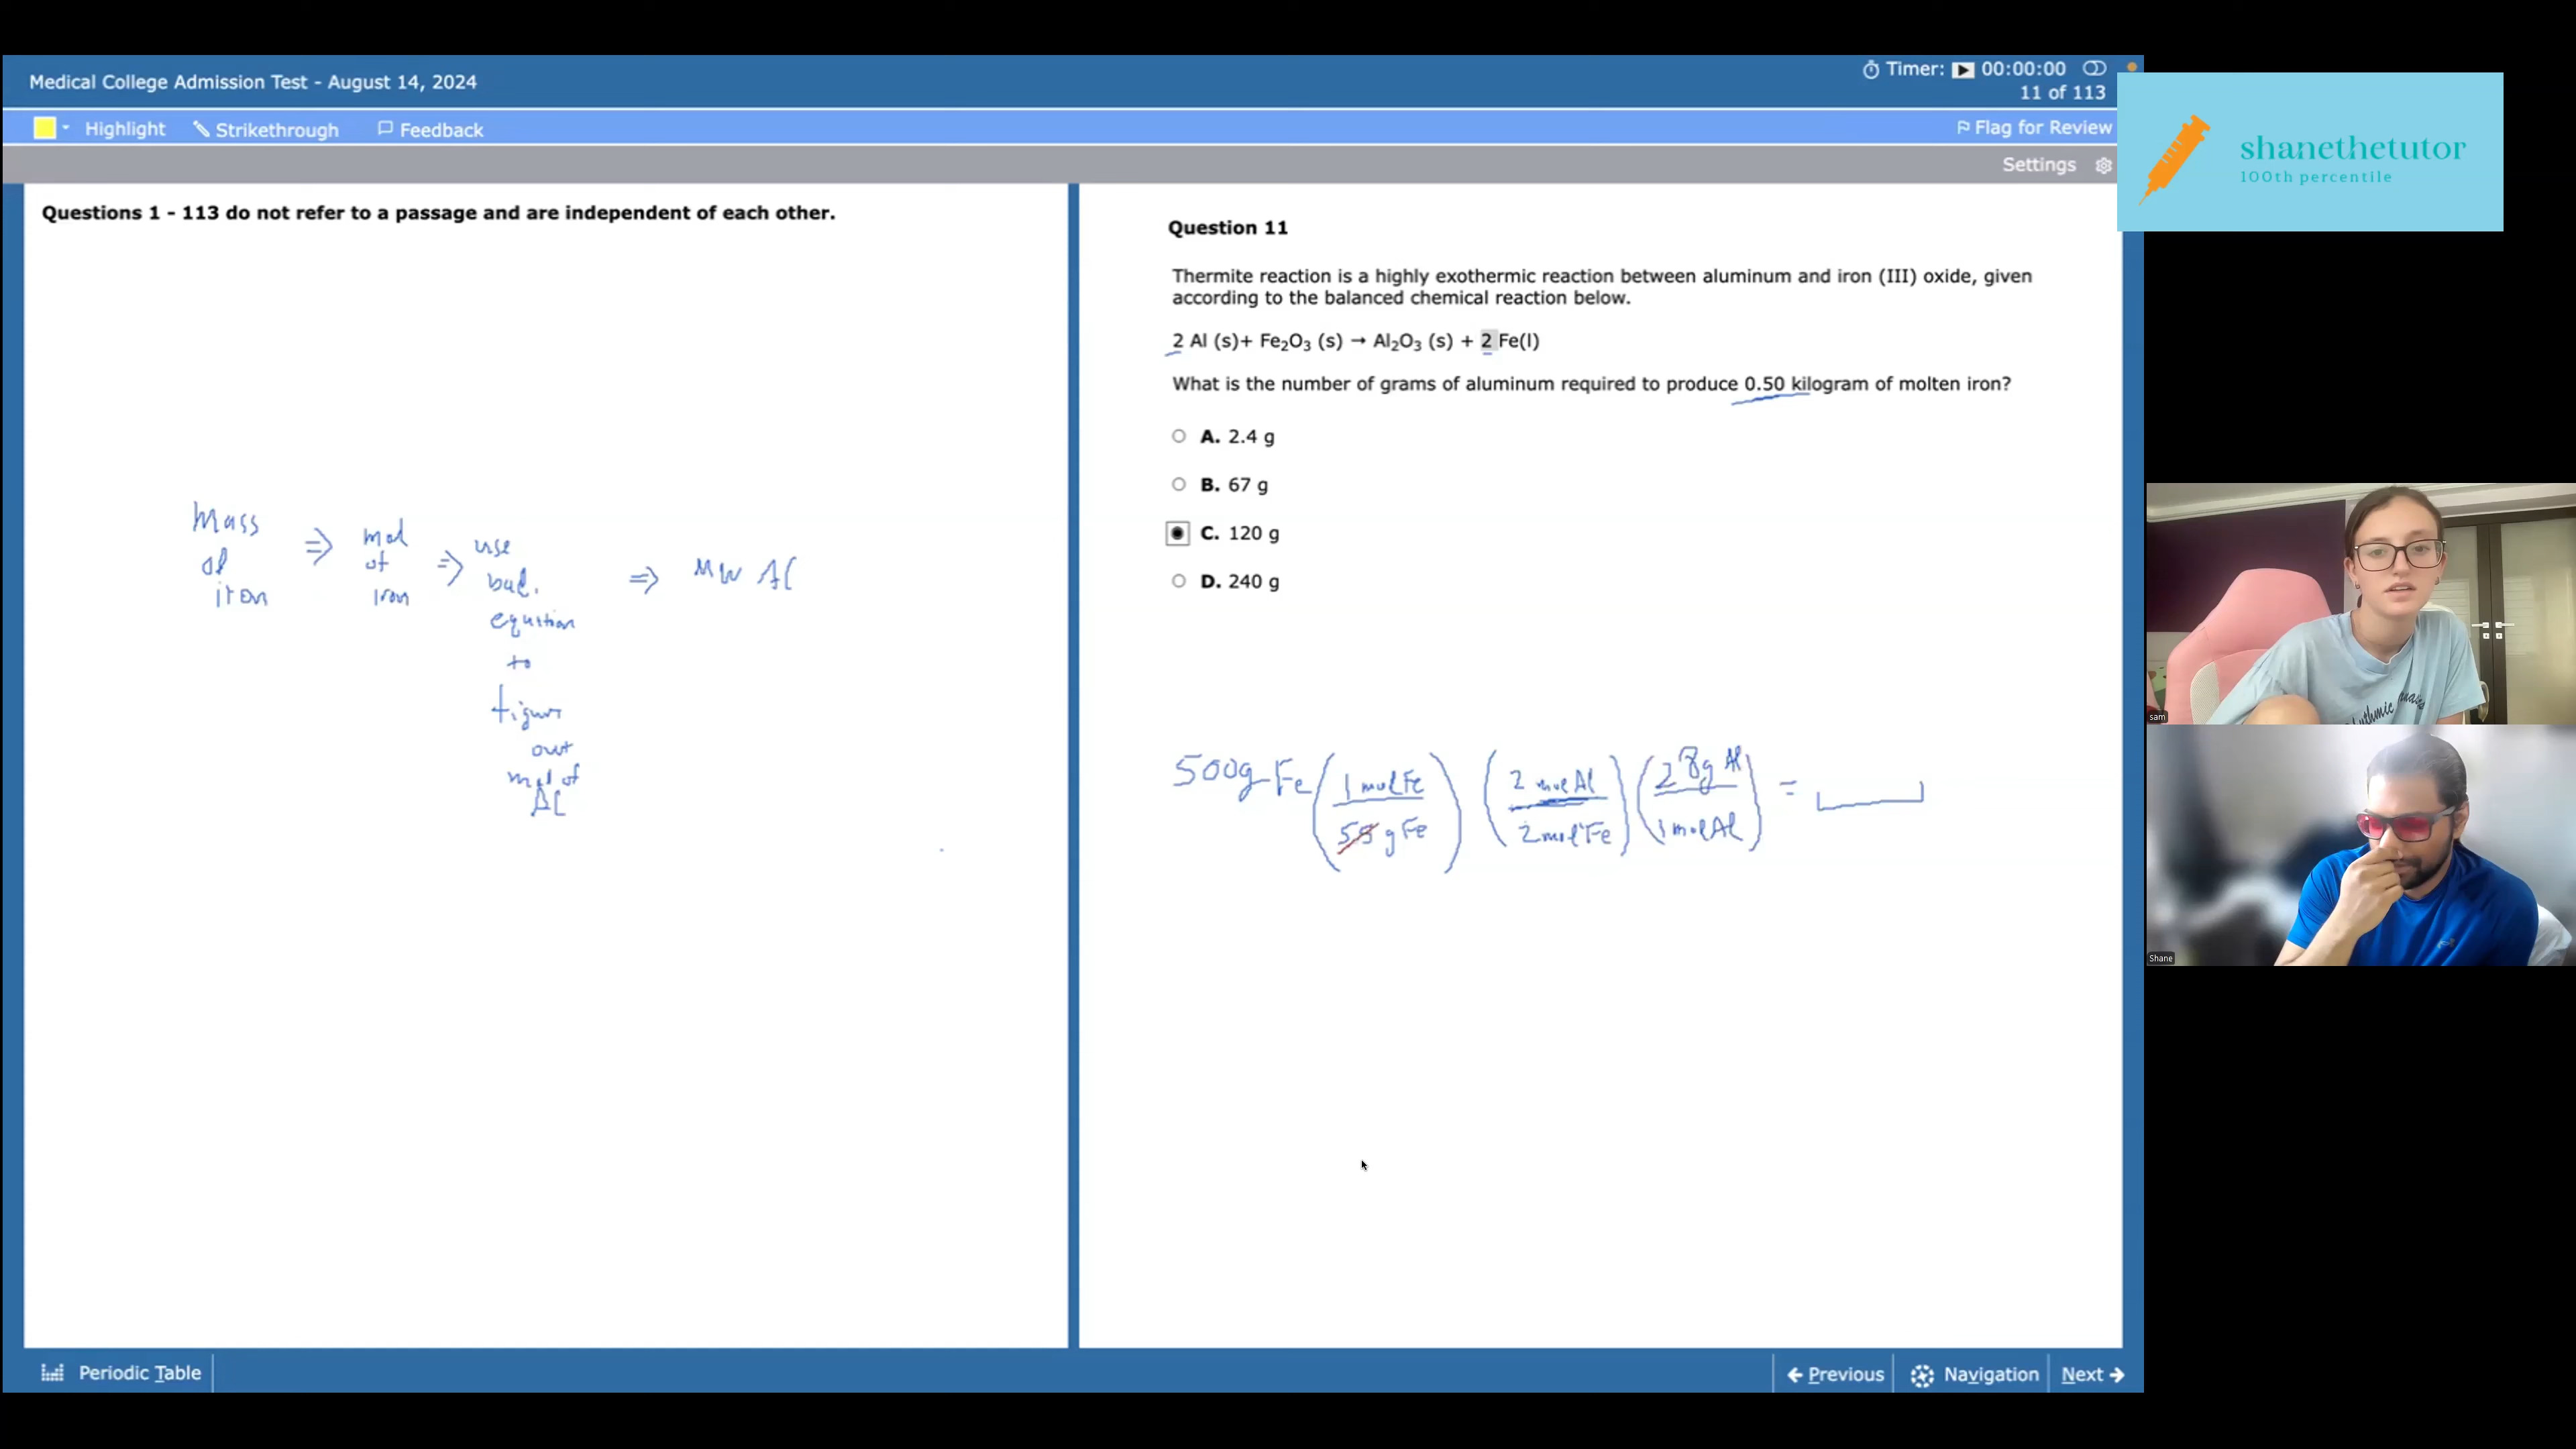 Medical College Admission Test - August 14, 2024
Timer: 00:00:00
11 of 113
Highlight Strikethrough Feedback
Flag for Review
Settings
shanethetutor
100th percentile
Questions 1 - 113 do not refer to a passage and are independent of each other.
Mass
of
iron
⇒
mol
of
iron
⇒
use
bal.
equation
to
figur
out
mol of
Al
⇒ MW Al
Question 11
Thermite reaction is a highly exothermic reaction between aluminum and iron (III) oxide, given
according to the balanced chemical reaction below.
2 Al (s)+ Fe₂O₃ (s) → Al₂O₃ (s) + 2 Fe(l)
What is the number of grams of aluminum required to produce 0.50 kilogram of molten iron?
A. 2.4 g
B. 67 g
C. 120 g
D. 240 g
500g Fe (1 mol Fe / 55 g Fe) (2 mol Al / 2 mol Fe) (28g Al / 1 mol Al) =
sam
Shane
Periodic Table
Previous Navigation Next